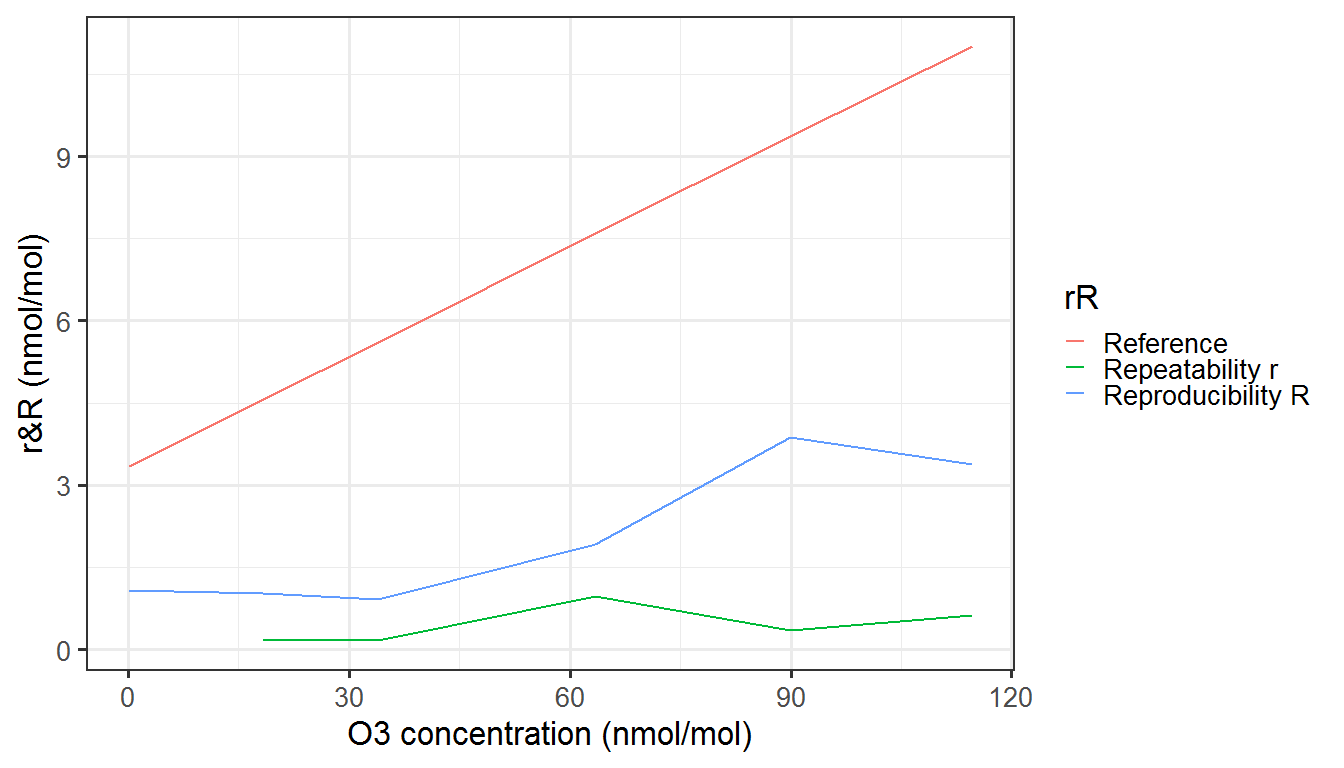 r&R (nmol/mol)
9
6
3
0
0 30 60 90 120
O3 concentration (nmol/mol)
rR
Reference
Repeatability r
Reproducibility R